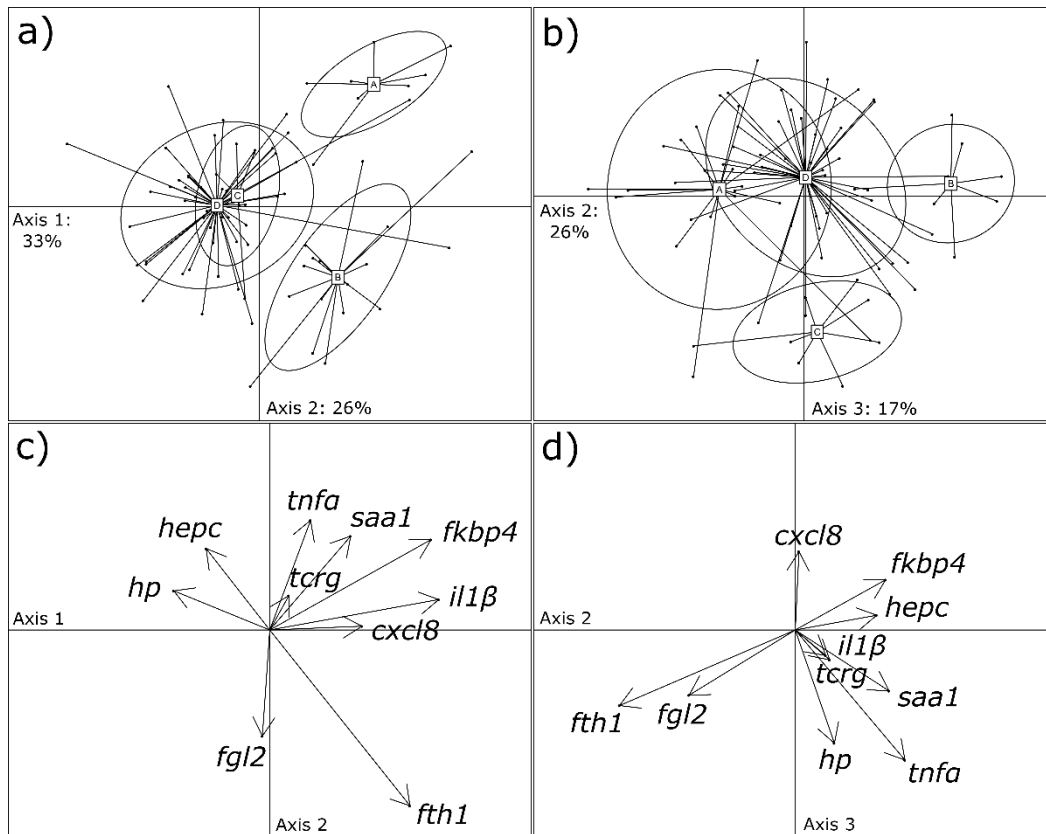 a)
A
C
D
Axis 1:
33%
B
Axis 2: 26%
b)
A
D
B
Axis 2:
26%
C
Axis 3: 17%
c)
tnfa
saa1
hepc
fkbp4
hp
tcrg
il1β
Axis 1
cxcl8
fgl2
fth1
Axis 2
d)
cxcl8
fkbp4
hepc
Axis 2
il1β
tcrg
saa1
fth1
fgl2
hp
tnfa
Axis 3